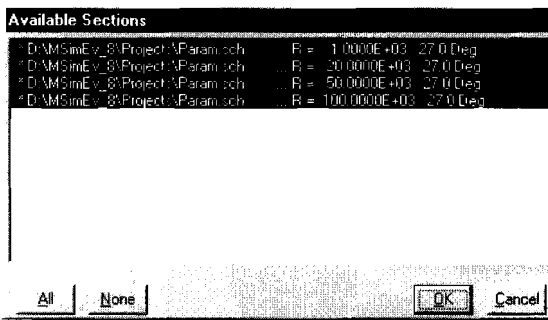 Available Sections
* D:\MSimEv_8\Projects\Param.sch ... R = 1.0000E+03 27.0 Deg
* D:\MSimEv_8\Projects\Param.sch ... R = 20.0000E+03 27.0 Deg
* D:\MSimEv_8\Projects\Param.sch ... R = 50.0000E+03 27.0 Deg
* D:\MSimEv_8\Projects\Param.sch ... R = 100.0000E+03 27.0 Deg
All None OK Cancel